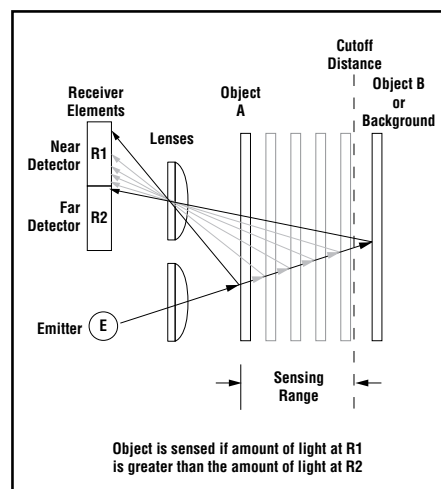 Cutoff
Distance
Object B
or
Background
Object
A
Receiver
Elements
Lenses
Near
Detector
R1
Far
Detector
R2
Emitter
E
Sensing
Range
Object is sensed if amount of light at R1
is greater than the amount of light at R2